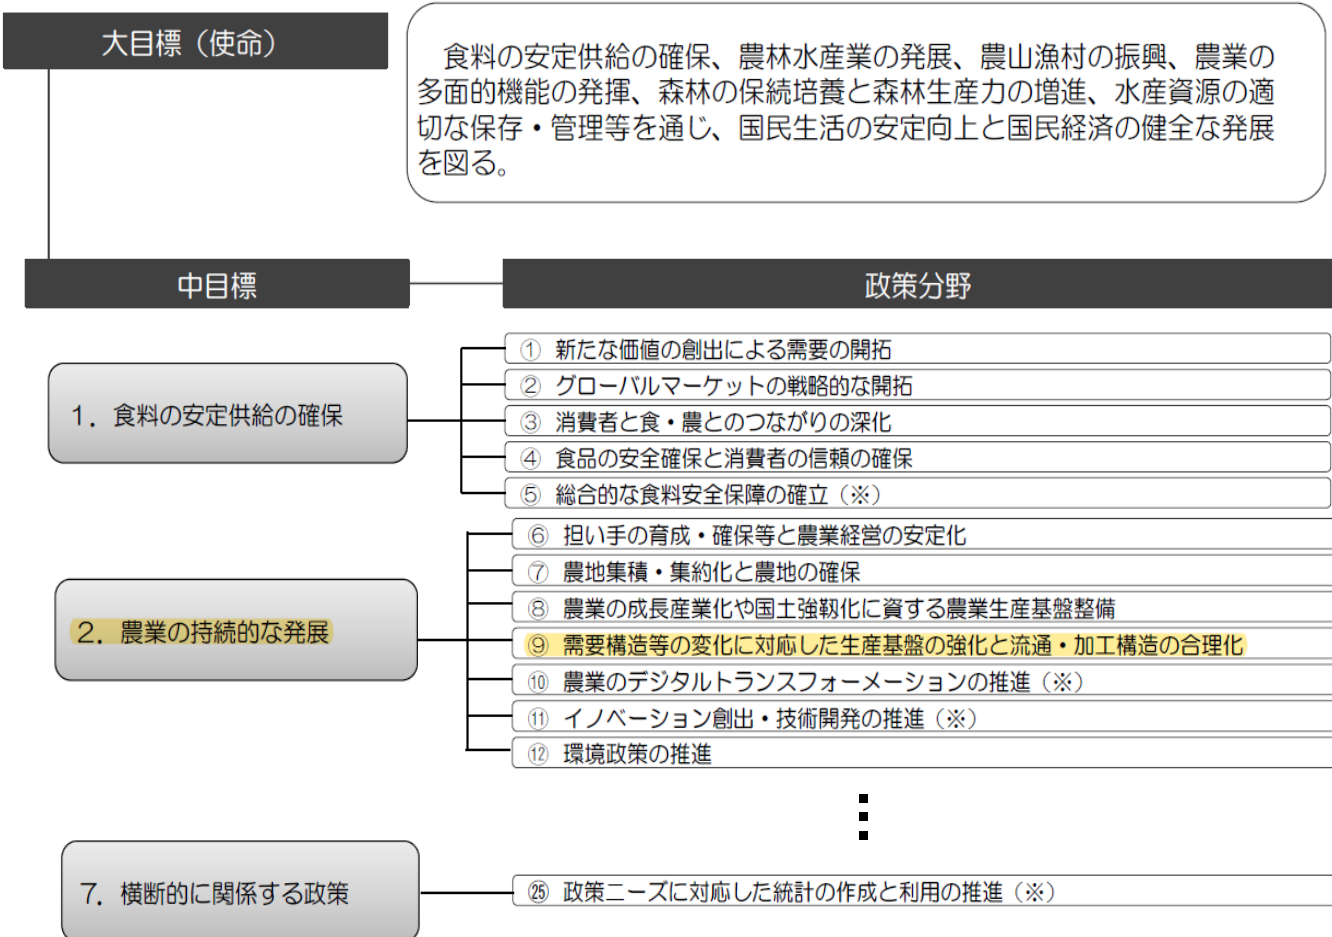 大目標（使命）
食料の安定供給の確保、農林水産業の発展、農山漁村の振興、農業の
多面的機能の発揮、森林の保続培養と森林生産力の増進、水産資源の適
切な保存・管理等を通じ、国民生活の安定向上と国民経済の健全な発展
を図る。
中目標
政策分野
１．食料の安定供給の確保
① 新たな価値の創出による需要の開拓
② グローバルマーケットの戦略的な開拓
③ 消費者と食・農とのつながりの深化
④ 食品の安全確保と消費者の信頼の確保
⑤ 総合的な食料安全保障の確立（※）
２．農業の持続的な発展
⑥ 担い手の育成・確保等と農業経営の安定化
⑦ 農地集積・集約化と農地の確保
⑧ 農業の成長産業化や国土強靱化に資する農業生産基盤整備
⑨ 需要構造等の変化に対応した生産基盤の強化と流通・加工構造の合理化
⑩ 農業のデジタルトランスフォーメーションの推進（※）
⑪ イノベーション創出・技術開発の推進（※）
⑫ 環境政策の推進
７．横断的に関係する政策
㉕ 政策ニーズに対応した統計の作成と利用の推進（※）